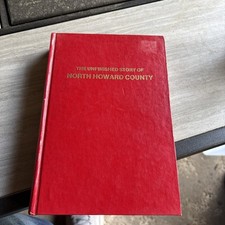 THE UNFINISHED STORY OF
NORTH HOWARD COUNTY